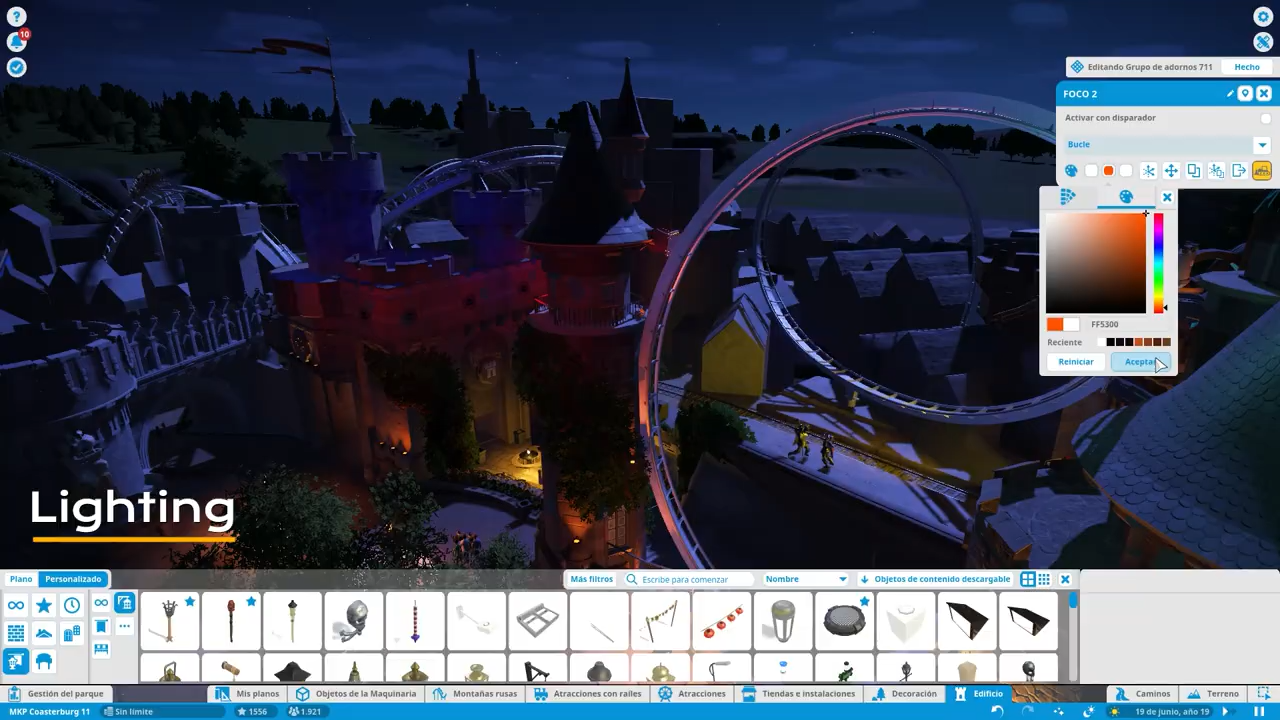 ?
10
Editando Grupo de adornos 711 Hecho
FOCO 2
Activar con disparador
Bucle
FF5300
Reciente
Reiniciar Aceptar
Lighting
Plano Personalizado Más filtros Escribe para comenzar Nombre Objetos de contenido descargable
Gestión del parque Mis planos Objetos de la Maquinaria Montañas rusas Atracciones con raíles Atracciones Tiendas e instalaciones Decoración Edificio Caminos Terreno
MKP Coasterburg 11 Sin límite 1556 1.921 19 de junio, año 19